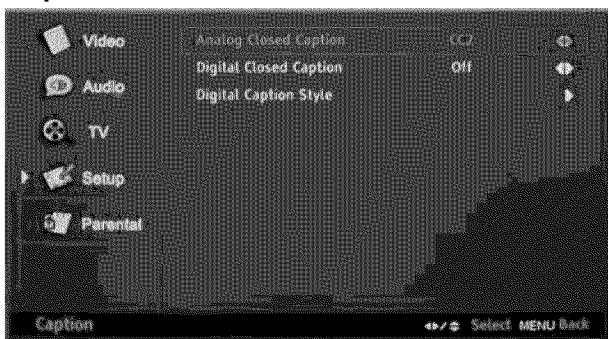 Video
Audio
TV
Setup
Parental
Analog Closed Caption CC2
Digital Closed Caption Off
Digital Caption Style
Caption Select MENU Back